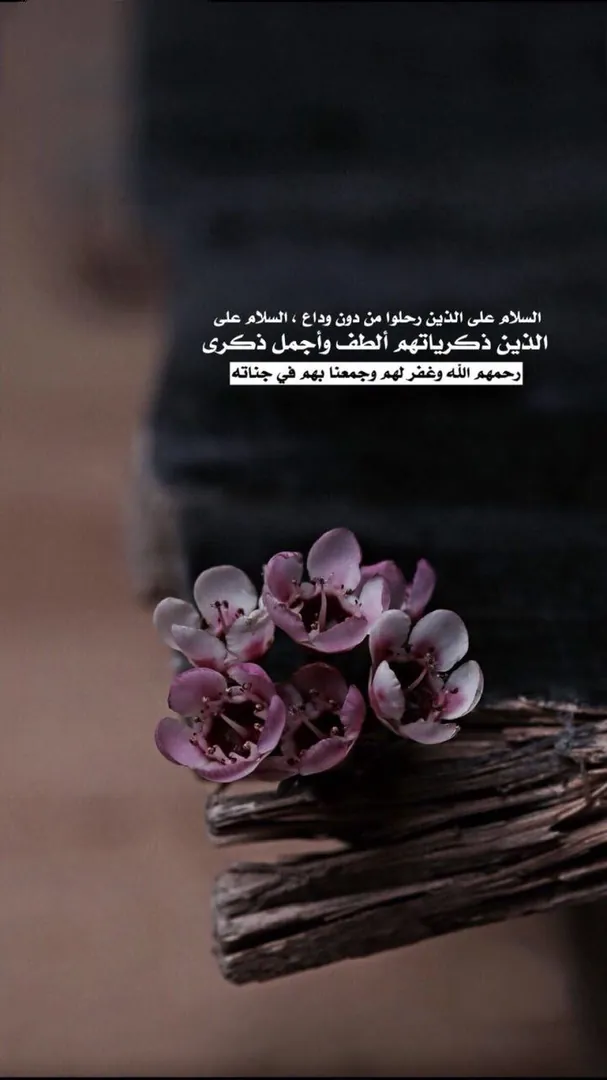 السلام على الذين رحلوا من دون وداع ، السلام على
الذين ذكرياتهم ألطف وأجمل ذكرى
رحمهم الله وغفر لهم وجمعنا بهم في جناته